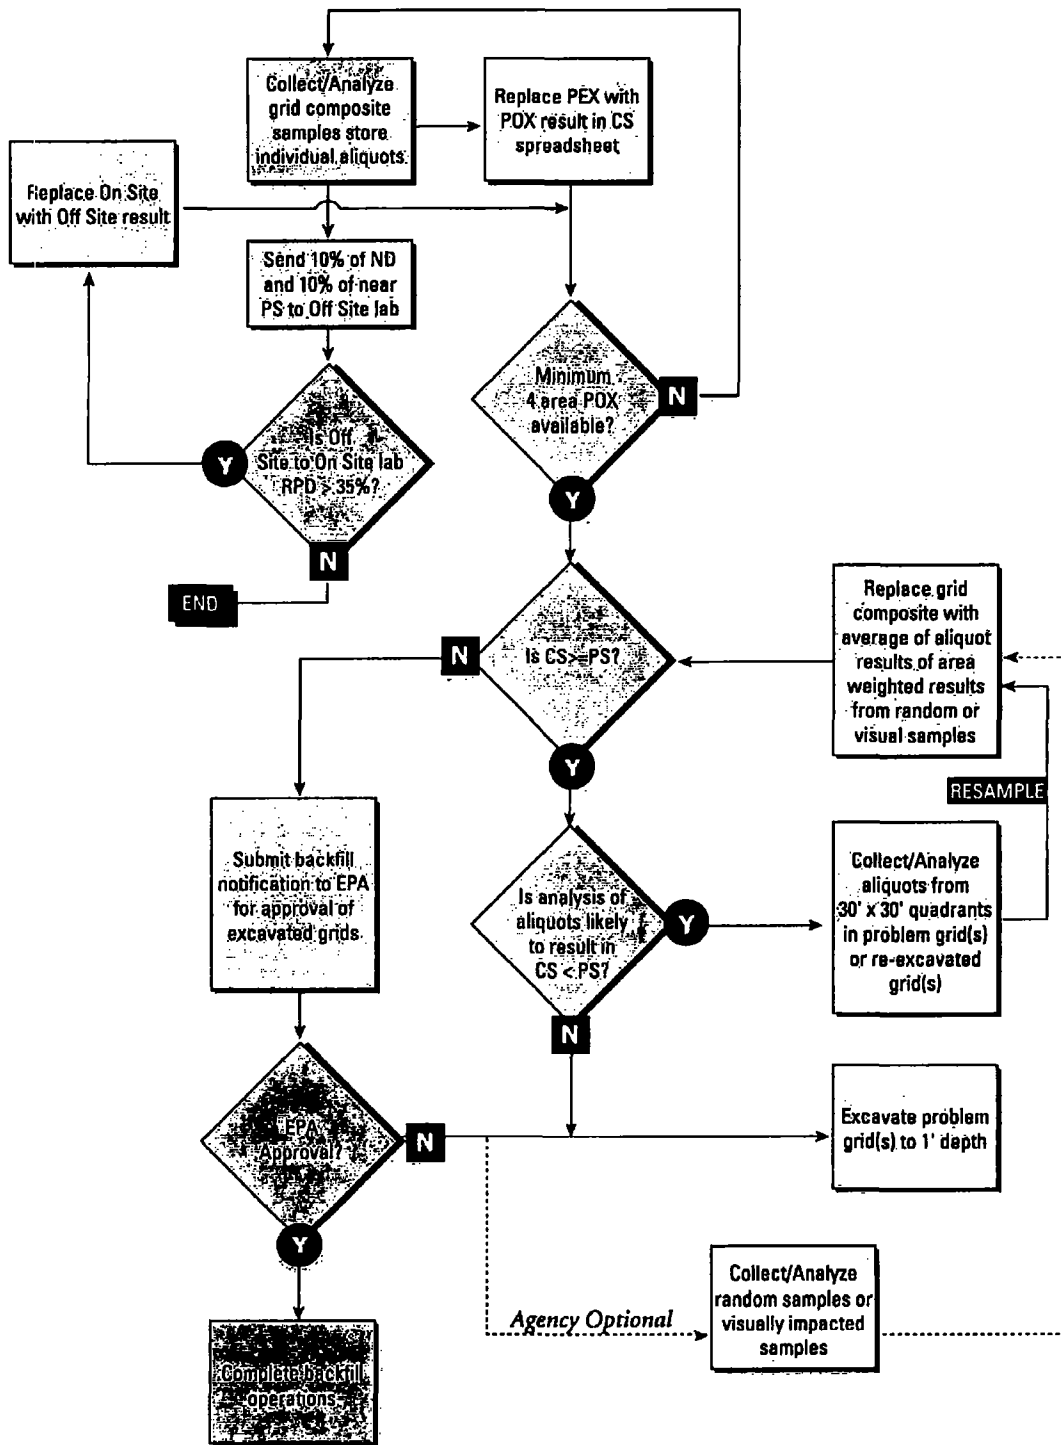 Collect/Analyze
grid composite
samples store
individual aliquots
Replace PEX with
POX result in CS
spreadsheet
Replace On Site
with Off Site result
Send 10% of ND
and 10% of near
PS to Off Site lab
Minimum
4 area POX
available?
N
Y
Is Off
Site to On Site lab
RPD > 35%?
Y
N
END
Is CS>=PS?
N
Y
Replace grid
composite with
average of aliquot
results of area
weighted results
from random or
visual samples
RESAMPLE
Submit backfill
notification to EPA
for approval of
excavated grids
Is analysis of
aliquots likely
to result in
CS < PS?
Y
N
Collect/Analyze
aliquots from
30' x 30' quadrants
in problem grid(s)
or re-excavated
grid(s)
EPA
Approval?
N
Y
Excavate problem
grid(s) to 1' depth
Agency Optional
Collect/Analyze
random samples or
visually impacted
samples
Complete backfill
operations